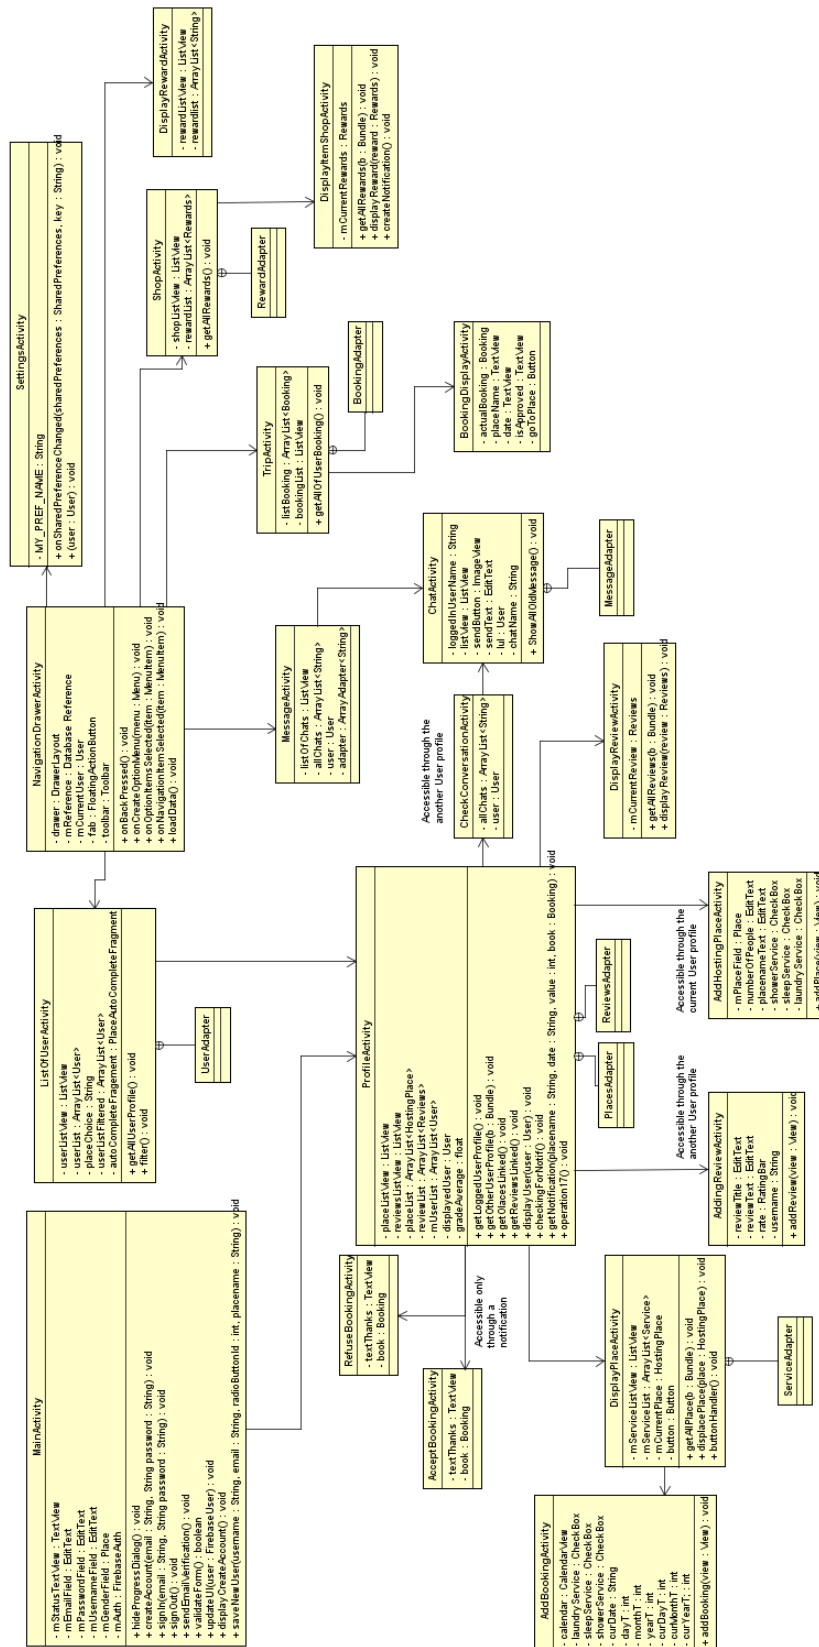 MainActivity
- mStatusTextView : TextView
- mEmailField : EditText
- mPasswordField : EditText
- mUsernameField : EditText
- mGenderField : Place
- mAuth : FirebaseAuth
+ hideProgressDialog() : void
+ createAccount(email : String, String password : String) : void
+ signIn(email : String, String password : String) : void
+ signOut() : void
+ sendEmailVerification() : void
+ validateForm() : boolean
+ updateUI(user : FirebaseUser) : void
+ displayCreateAccount() : void
+ saveNewUser(username : String, email : String, radioButtonId : int, placename : String) : void
ListOfUserActivity
- userListView : ListView
- userList : ArrayList<User>
- placeChoice : String
- userListFiltered : ArrayList<User>
- autoCompleteFragement : PlaceAutoCompleteFragment
+ getAllUserProfile() : void
+ filter() : void
UserAdapter
NavigationDrawerActivity
- drawer : DrawerLayout
- mReference : Database Reference
- mCurrentUser : User
- fab : FloatingActionButton
- toolbar : Toolbar
+ onBackPressed() : void
+ onCreateOptionMenu(menu : Menu) : void
+ onOptionItemsSelected(item : MenuItem) : void
+ onNavigationItemSelected(item : MenuItem) : void
+ loadData() : void
SettingsActivity
- MY_PREF_NAME : String
+ onSharedPreferenceChanged(sharedPreferences : SharedPreferences, key : String) : void
+ (user : User) : void
DisplayRewardActivity
- rewardListView : ListView
- rewardlist : ArrayList<String>
ShopActivity
- shopListView : ListView
- rewardList : ArrayList<Rewards>
+ getAllRewards() : void
RewardAdapter
DisplayItemShopActivity
- mCurrentRewards : Rewards
+ getAllRewards(b : Bundle) : void
+ displayReward(reward : Rewards) : void
+ createNotification() : void
TripActivity
- listBooking : ArrayList<Booking>
- bookingList : ListView
+ getAllOfUserBooking() : void
BookingAdapter
BookingDisplayActivity
- actualBooking : Booking
- placeName : TextView
- date : TextView
- isApproved : TextView
- goToPlace : Button
MessageActivity
- listOfChats : ListView
- allChats : ArrayList<String>
- user : User
- adapter : ArrayAdapter<String>
ChatActivity
- loggedInUserName : String
- listView : ListView
- sendButton : ImageView
- sendText : EditText
- lul : User
- chatName : String
+ ShowAllOldMessage() : void
MessageAdapter
Accessible through the
another User profile
CheckConversationActivity
- allChats : ArrayList<String>
- user : User
ProfileActivity
- placeListView : ListView
- reviewsListView : ListView
- placeList : ArrayList<HostingPlace>
- reviewList : ArrayList<Reviews>
- mUserList : ArrayList<User>
- displayedUser : User
- gradeAverage : float
+ getLoggedUserProfile() : void
+ getOtherUserProfile(b : Bundle) : void
+ getOlacesLinked() : void
+ getReviewsLinked() : void
+ displayUser(user : User) : void
+ checkingForNotif() : void
+ getNotification(placename : String, date : String, value : int, book : Booking) : void
+ operation17() : void
PlacesAdapter
ReviewsAdapter
DisplayReviewActivity
- mCurrentReview : Reviews
+ getAllReviews(b : Bundle) : void
+ displayReview(review : Reviews) : void
RefuseBookingActivity
- textThanks : TextView
- book : Booking
AcceptBookingActivity
- textThanks : TextView
- book : Booking
Accessible only
through a
notification
DisplayPlaceActivity
- mServiceListView : ListView
- mServiceList : ArrayList<Service>
- mCurrentPlace : HostingPlace
- button : Button
+ getAllPlace(b : Bundle) : void
+ displacePlace(place : HostingPlace) : void
+ buttonHandler() : void
ServiceAdapter
AddBookingActivity
- calendar : CalendarView
- laundryService : CheckBox
- sleepService : CheckBox
- showerService : CheckBox
- curDate : String
- dayT : int
- monthT : int
- yearT : int
- curDayT : int
- curMonthT : int
- curYearT; : int
+ addBooking(view : View) : void
Accessible through the
another User profile
AddingReviewActivity
- reviewTitle : EditText
- reviewText : EditText
- rate : RatingBar
- username : String
+ addReview(view : View) : void
Accessible through the
current User profile
AddHostingPlaceActivity
- mPlaceField : Place
- numberOfPeople : EditText
- placenameText : EditText
- showerService : CheckBox
- sleepService : CheckBox
- laundryService : CheckBox
+ addPlace(view : View) : void